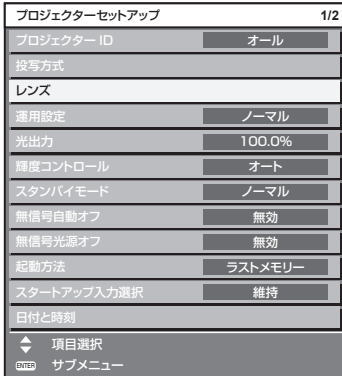 プロジェクターセットアップ 1/2
プロジェクター ID オール
投写方式
レンズ
運用設定 ノーマル
光出力 100.0%
輝度コントロール オート
スタンバイモード ノーマル
無信号自動オフ 無効
無信号光源オフ 無効
起動方法 ラストメモリー
スタートアップ入力選択 維持
日付と時刻
項目選択
ENTER サブメニュー